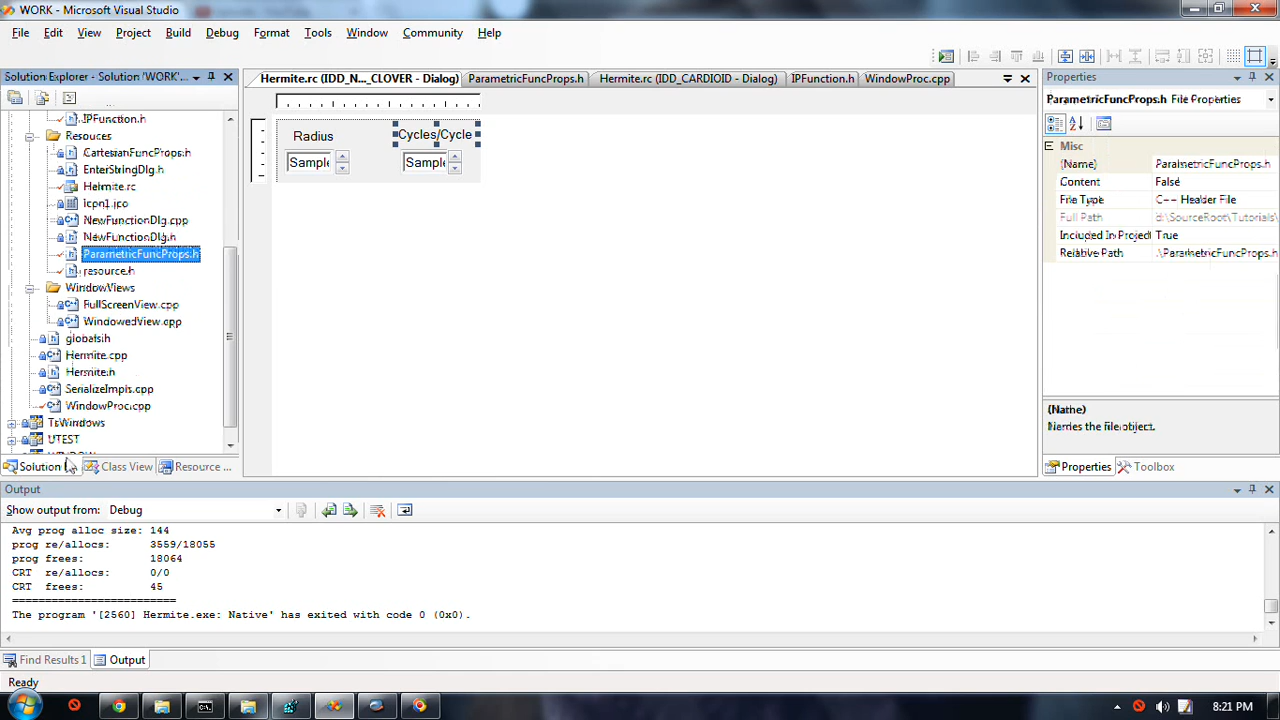 WORK - Microsoft Visual Studio
File Edit View Project Build Debug Format Tools Window Community Help
Solution Explorer - Solution 'WORK'...
IPFunction.h
Resouces
CartesianFuncProps.h
EnterStringDlg.h
Helmite.rc
Icon1.ico
NewFunctionDlg.cpp
NewFunctionDlg.h
ParametricFuncProps.h
resource.h
WindowViews
FullScreenView.cpp
WindowedView.cpp
globals.h
Hermite.cpp
Hermite.h
SerializeImpls.cpp
WindowProc.cpp
TsWindows
UTEST
Solution
Class View
Resource ...
Hermite.rc (IDD_N..._CLOVER - Dialog) ParametricFuncProps.h Hermite.rc (IDD_CARDIOID - Dialog) IPFunction.h WindowProc.cpp
Radius Cycles/Cycle
Sample Sample
Properties
ParametricFuncProps.h File Properties
Misc
(Name) ParametricFuncProps.h
Content False
File Type C++ Header File
Full Path d:\SourceRoot\Tutorials\
Included In Project True
Relative Path .\ParametricFuncProps.h
(Name)
Names the file object.
Properties Toolbox
Output
Show output from: Debug
Avg prog alloc size: 144
prog re/allocs: 3559/18055
prog frees: 18064
CRT re/allocs: 0/0
CRT frees: 45
=========================
The program '[2560] Hermite.exe: Native' has exited with code 0 (0x0).
Find Results 1 Output
Ready
8:21 PM